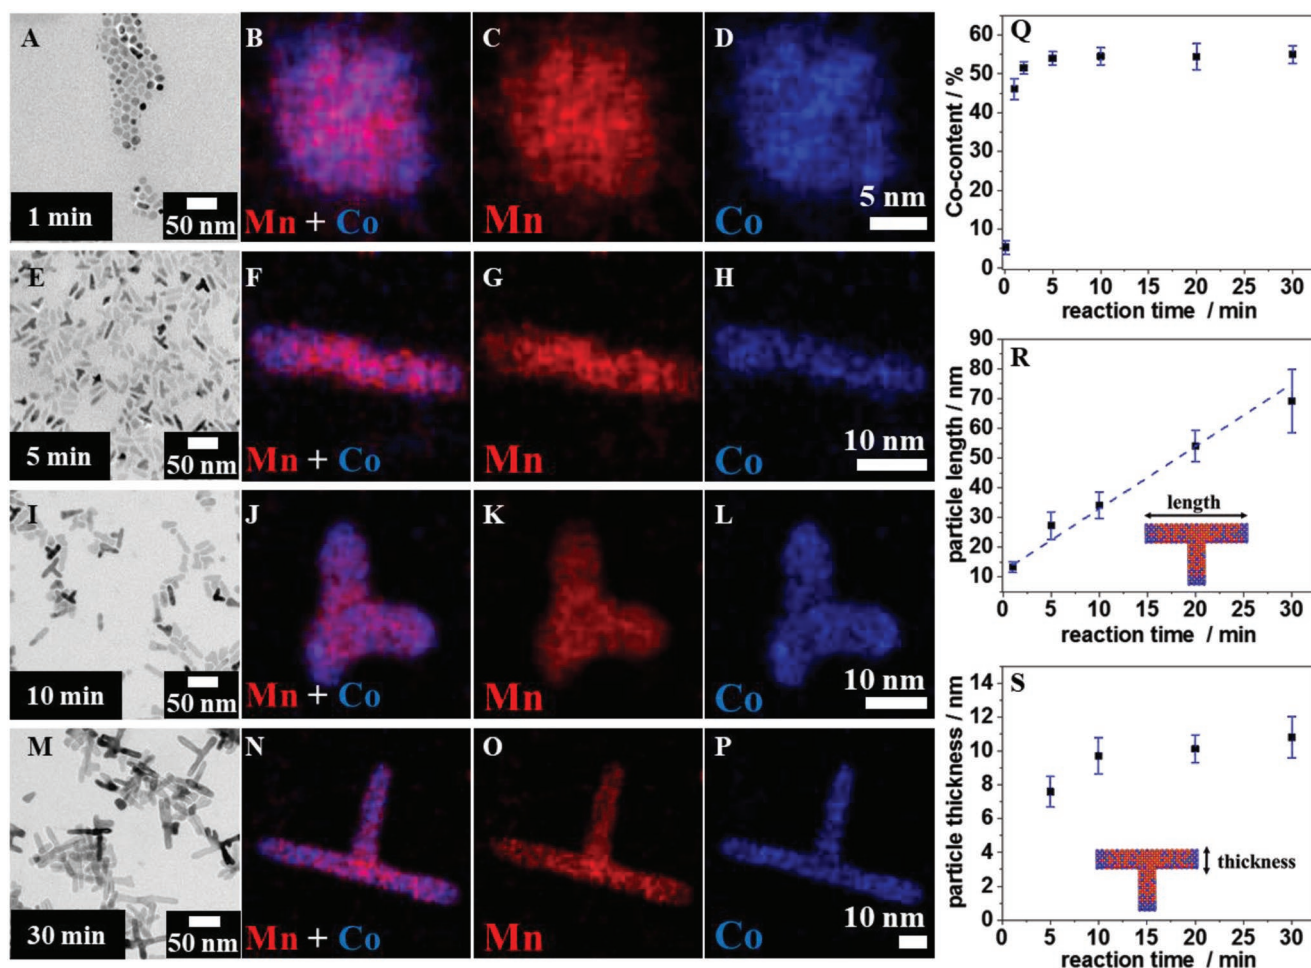 A
1 min
50 nm
B
Mn + Co
C
Mn
D
Co
5 nm
E
5 min
50 nm
F
Mn + Co
G
Mn
H
Co
10 nm
I
10 min
50 nm
J
Mn + Co
K
Mn
L
Co
10 nm
M
30 min
50 nm
N
Mn + Co
O
Mn
P
Co
10 nm
Q
Co-content / %
60
50
40
30
20
10
0
0 5 10 15 20 25 30
reaction time / min
R
particle length / nm
90
80
70
60
50
40
30
20
10
length
0 5 10 15 20 25 30
reaction time / min
S
particle thickness / nm
14
12
10
8
6
4
2
0
thickness
0 5 10 15 20 25 30
reaction time / min